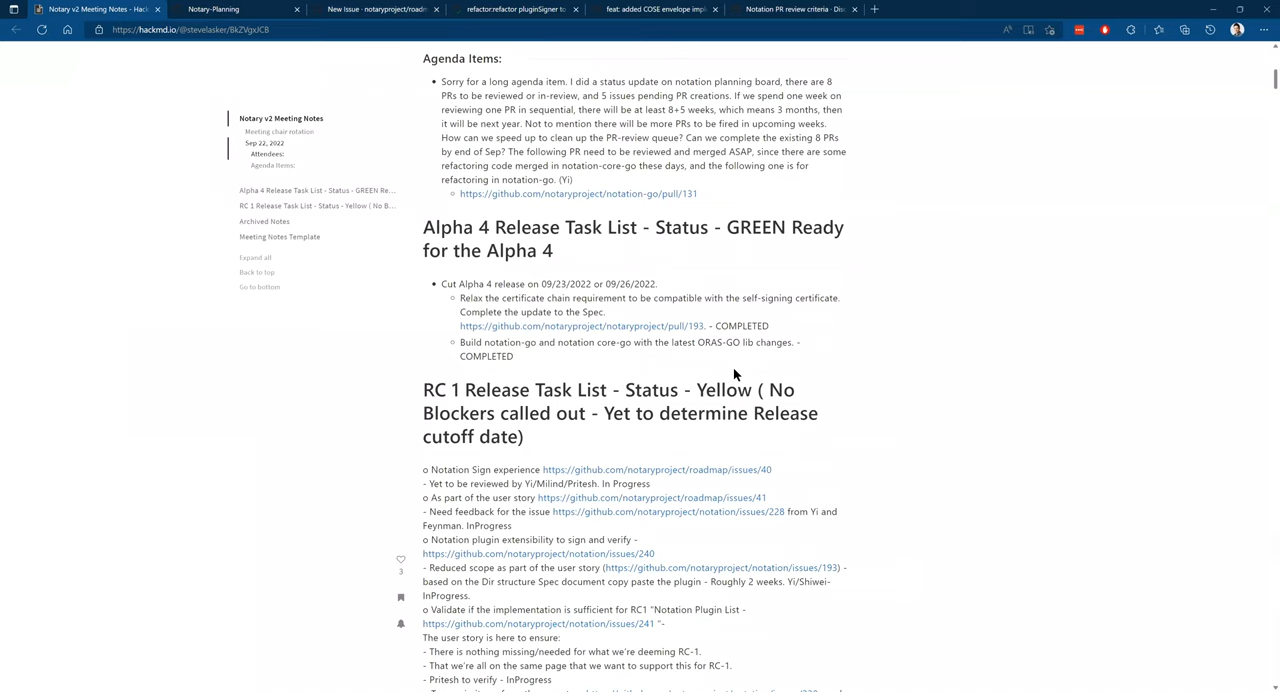 Notary v2 Meeting Notes - Hack
Notary-Planning
New Issue · notaryproject/roadm
refactor:refactor pluginSigner to
feat: added COSE envelope impl
Notation PR review criteria · Disc
https://hackmd.io/@stevelasker/BkZVgxJCB
Notary v2 Meeting Notes
Meeting chair rotation
Sep 22, 2022
Attendees:
Agenda Items:
Alpha 4 Release Task List - Status - GREEN Re...
RC 1 Release Task List - Status - Yellow ( No B...
Archived Notes
Meeting Notes Template
Expand all
Back to top
Go to bottom
3
Agenda Items:
Sorry for a long agenda item. I did a status update on notation planning board, there are 8
PRs to be reviewed or in-review, and 5 issues pending PR creations. If we spend one week on
reviewing one PR in sequential, there will be at least 8+5 weeks, which means 3 months, then
it will be next year. Not to mention there will be more PRs to be fired in upcoming weeks.
How can we speed up to clean up the PR-review queue? Can we complete the existing 8 PRs
by end of Sep? The following PR need to be reviewed and merged ASAP, since there are some
refactoring code merged in notation-core-go these days, and the following one is for
refactoring in notation-go. (Yi)
https://github.com/notaryproject/notation-go/pull/131
Alpha 4 Release Task List - Status - GREEN Ready
for the Alpha 4
Cut Alpha 4 release on 09/23/2022 or 09/26/2022.
Relax the certificate chain requirement to be compatible with the self-signing certificate.
Complete the update to the Spec.
https://github.com/notaryproject/notaryproject/pull/193. - COMPLETED
Build notation-go and notation core-go with the latest ORAS-GO lib changes. -
COMPLETED
RC 1 Release Task List - Status - Yellow ( No
Blockers called out - Yet to determine Release
cutoff date)
o Notation Sign experience https://github.com/notaryproject/roadmap/issues/40
- Yet to be reviewed by Yi/Milind/Pritesh. In Progress
o As part of the user story https://github.com/notaryproject/roadmap/issues/41
- Need feedback for the issue https://github.com/notaryproject/notation/issues/228 from Yi and
Feynman. InProgress
o Notation plugin extensibility to sign and verify -
https://github.com/notaryproject/notation/issues/240
- Reduced scope as part of the user story (https://github.com/notaryproject/notation/issues/193) -
based on the Dir structure Spec document copy paste the plugin - Roughly 2 weeks. Yi/Shiwei-
InProgress.
o Validate if the implementation is sufficient for RC1 "Notation Plugin List -
https://github.com/notaryproject/notation/issues/241 "-
The user story is here to ensure:
- There is nothing missing/needed for what we're deeming RC-1.
- That we're all on the same page that we want to support this for RC-1.
- Pritesh to verify - InProgress